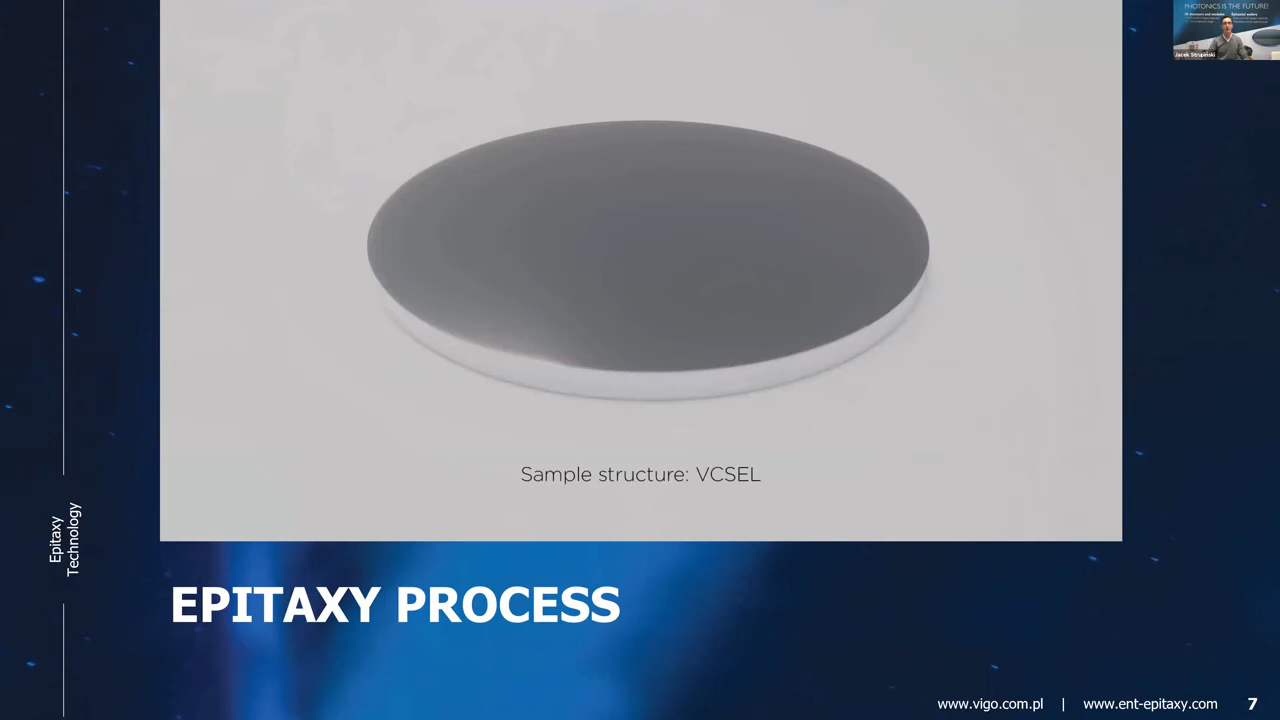 PHOTONICS IS THE FUTURE!
Jacek Strupiński
Sample structure: VCSEL
Epitaxy
Technology
EPITAXY PROCESS
www.vigo.com.pl | www.ent-epitaxy.com 7